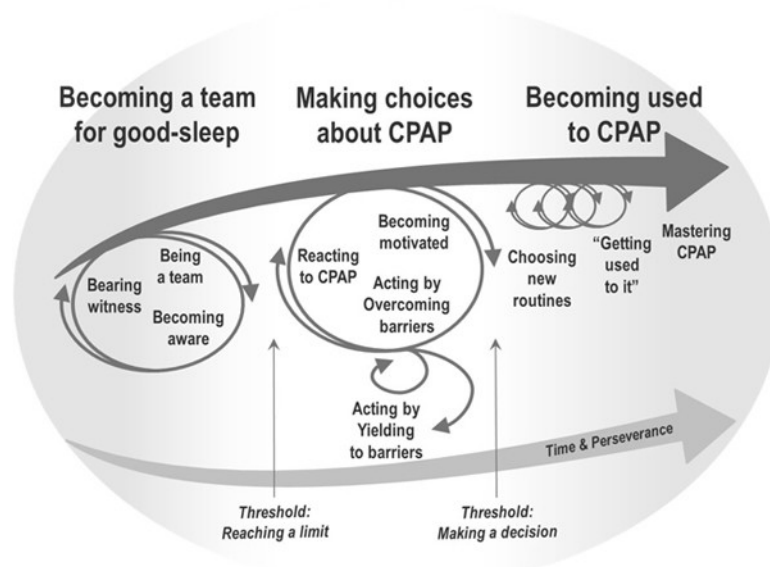 Becoming a team
for good-sleep
Making choices
about CPAP
Becoming used
to CPAP
Being
a team
Bearing
witness
Becoming
aware
Becoming
motivated
Reacting
to CPAP
Acting by
Overcoming
barriers
Acting by
Yielding
to barriers
Choosing
new
routines
“Getting
used
to it”
Mastering
CPAP
Time & Perseverance
Threshold:
Reaching a limit
Threshold:
Making a decision